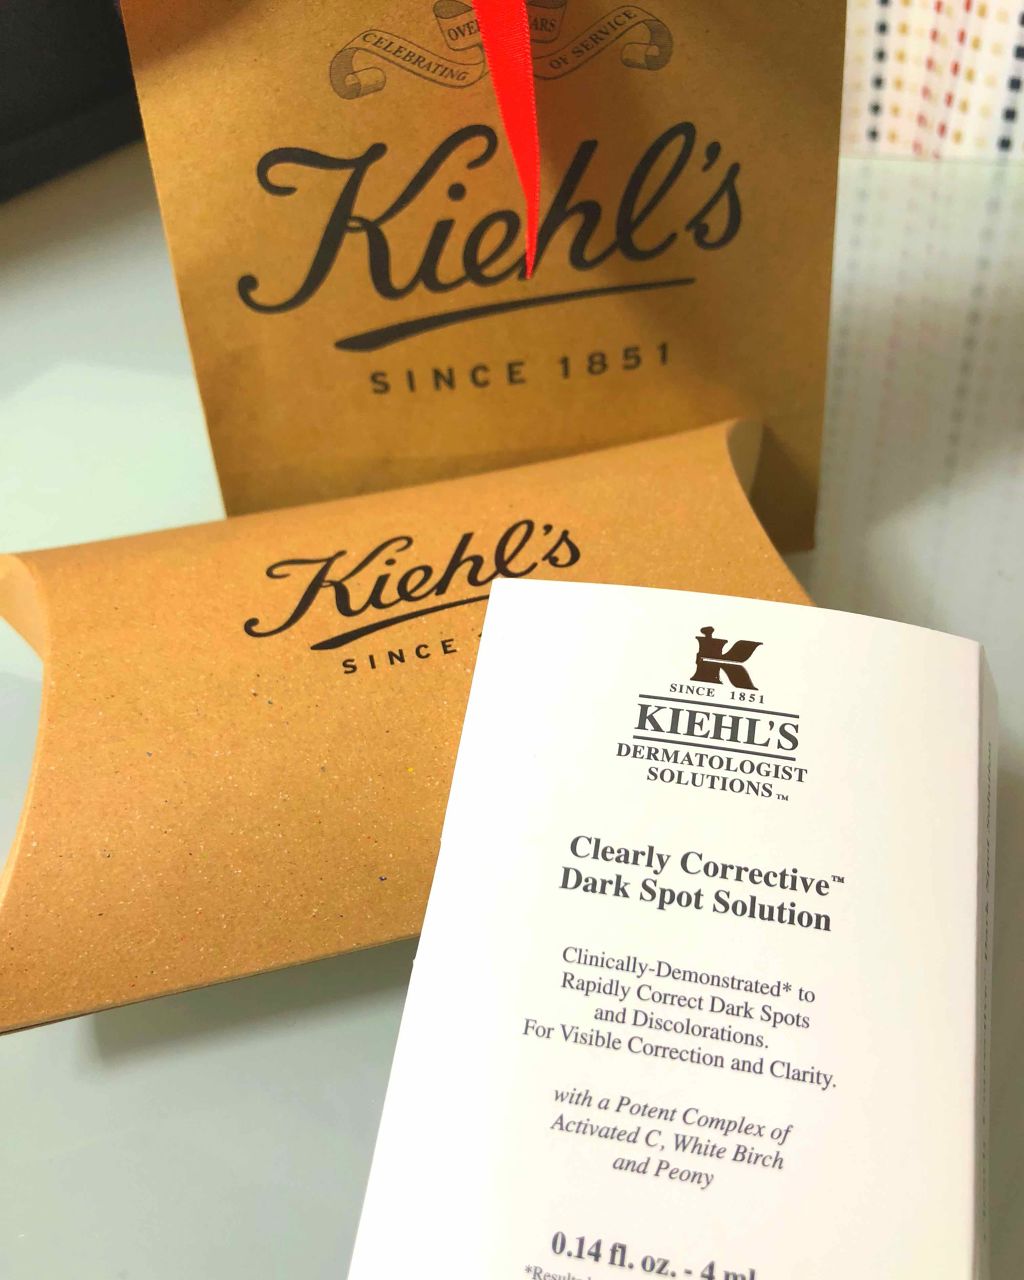 CELEBRATING OVER ARS OF SERVICE
Kiehl's
SINCE 1851
Kiehl's
SINCE
K
SINCE 1851
KIEHL'S
DERMATOLOGIST
SOLUTIONS™
Clearly Corrective™
Dark Spot Solution
Clinically-Demonstrated* to
Rapidly Correct Dark Spots
and Discolorations.
For Visible Correction and Clarity.
with a Potent Complex of
Activated C, White Birch
and Peony
0.14 fl. oz. - 4 ml